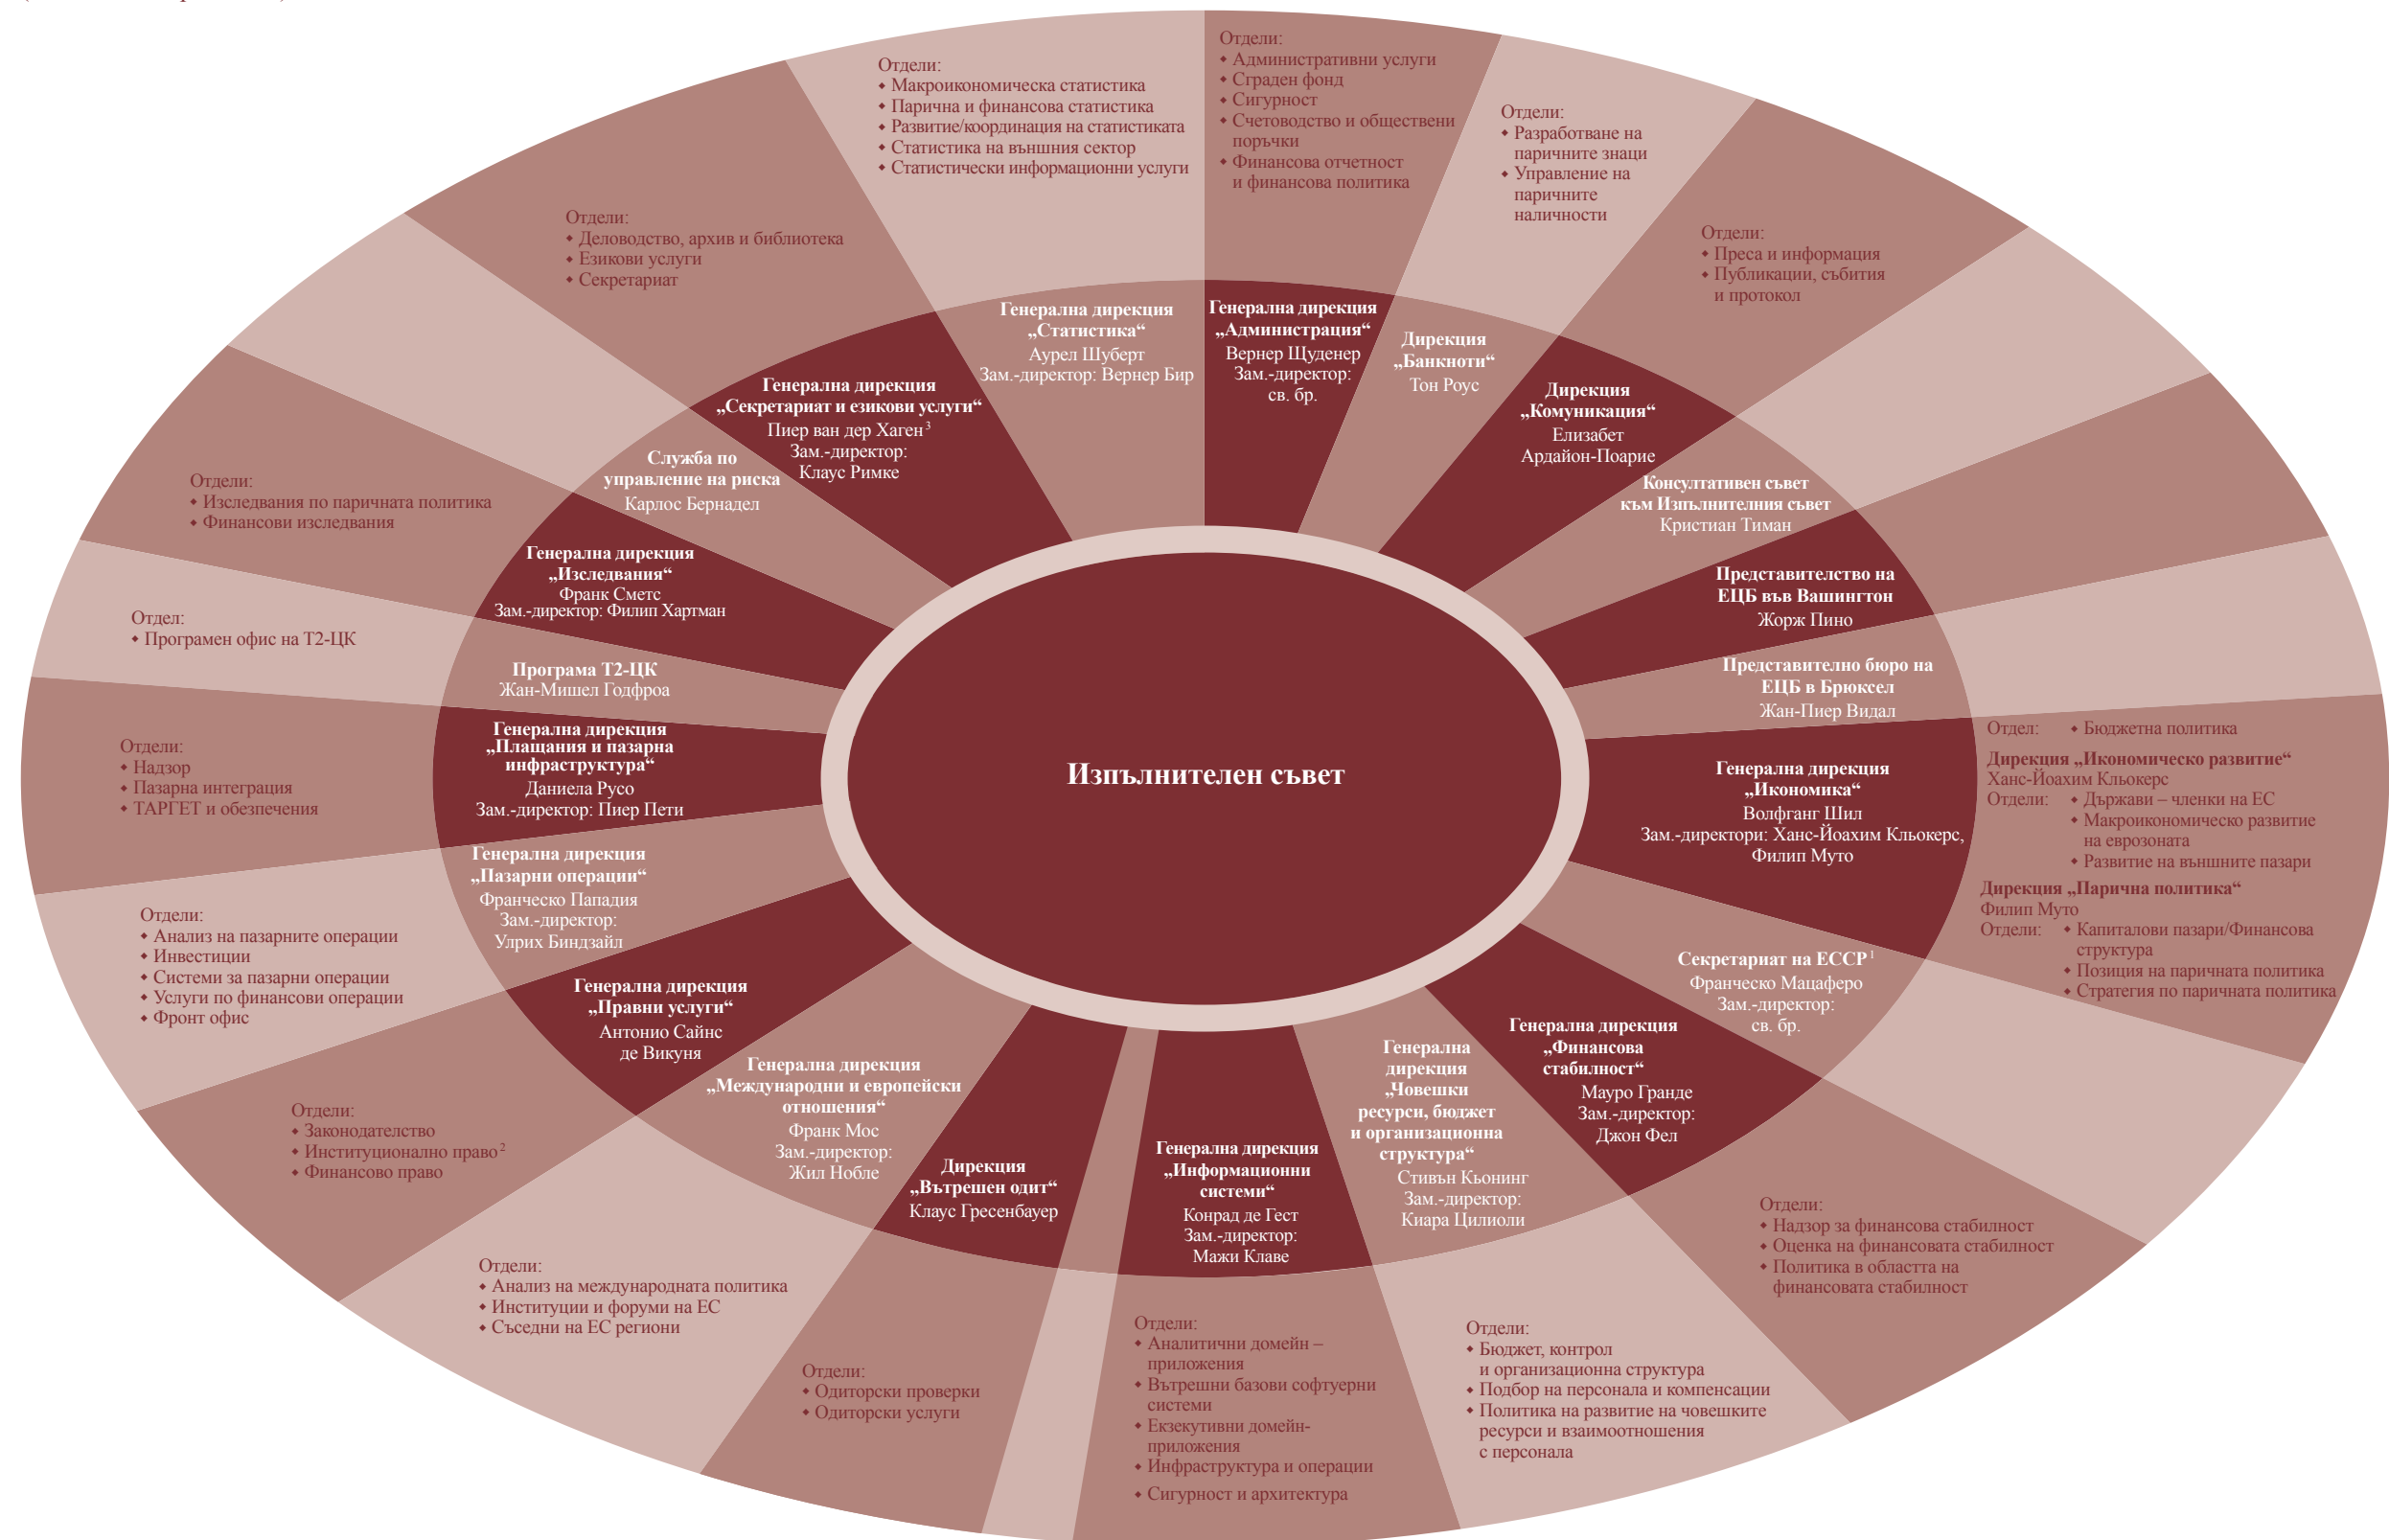 Изпълнителен съвет
Отдели:
Административни услуги
Сграден фонд
Сигурност
Счетоводство и обществени
поръчки
Финансова отчетност
и финансова политика
Генерална дирекция
„Администрация“
Вернер Щуденер
Зам.-директор:
св. бр.
Отдели:
Разработване на
паричните знаци
Управление на
паричните
наличности
Дирекция
„Банкноти“
Тон Роус
Отдели:
Преса и информация
Публикации, събития
и протокол
Дирекция
„Комуникация“
Елизабет
Ардайон-Поарие
Консултативен съвет
към Изпълнителния съвет
Кристиан Тиман
Представителство на
ЕЦБ във Вашингтон
Жорж Пино
Представително бюро на
ЕЦБ в Брюксел
Жан-Пиер Видал
Генерална дирекция
„Икономика“
Волфганг Шил
Зам.-директори: Ханс-Йоахим Кльокерс,
Филип Муто
Отдел: Бюджетна политика
Дирекция „Икономическо развитие“
Ханс-Йоахим Кльокерс
Отдели: Държави – членки на ЕС
Макроикономическо развитие
на еврозоната
Развитие на външните пазари
Дирекция „Парична политика“
Филип Муто
Отдели: Капиталови пазари/Финансова
структура
Позиция на паричната политика
Стратегия по паричната политика
Секретариат на ЕССР 1
Франческо Мацаферо
Зам.-директор:
св. бр.
Генерална дирекция
„Финансова
стабилност“
Мауро Гранде
Зам.-директор:
Джон Фел
Отдели:
Надзор за финансова стабилност
Оценка на финансовата стабилност
Политика в областта на
финансовата стабилност
Генерална
дирекция
„Човешки
ресурси, бюджет
и организационна
структура“
Стивън Кьонинг
Зам.-директор:
Киара Цилиоли
Отдели:
Бюджет, контрол
и организационна структура
Подбор на персонала и компенсации
Политика на развитие на човешките
ресурси и взаимоотношения
с персонала
Генерална дирекция
„Информационни
системи“
Конрад де Гест
Зам.-директор:
Мажи Клаве
Отдели:
Аналитични домейн –
приложения
Вътрешни базови софтуерни
системи
Екзекутивни домейн-
приложения
Инфраструктура и операции
Сигурност и архитектура
Дирекция
„Вътрешен одит“
Клаус Гресенбауер
Отдели:
Одиторски проверки
Одиторски услуги
Генерална дирекция
„Международни и европейски
отношения“
Франк Мос
Зам.-директор:
Жил Нобле
Отдели:
Анализ на международната политика
Институции и форуми на ЕС
Съседни на ЕС региони
Генерална дирекция
„Правни услуги“
Антонио Сайнс
де Викуня
Отдели:
Законодателство
Институционално право 2
Финансово право
Генерална дирекция
„Пазарни операции“
Франческо Пападия
Зам.-директор:
Улрих Биндзайл
Отдели:
Анализ на пазарните операции
Инвестиции
Системи за пазарни операции
Услуги по финансови операции
Фронт офис
Генерална дирекция
„Плащания и пазарна
инфраструктура“
Даниела Русо
Зам.-директор: Пиер Пети
Отдели:
Надзор
Пазарна интеграция
ТАРГЕТ и обезпечения
Програма Т2-ЦК
Жан-Мишел Годфроа
Отдел:
Програмен офис на Т2-ЦК
Генерална дирекция
„Изследвания“
Франк Сметс
Зам.-директор: Филип Хартман
Отдели:
Изследвания по паричната политика
Финансови изследвания
Служба по
управление на риска
Карлос Бернадел
Генерална дирекция
„Секретариат и езикови услуги“
Пиер ван дер Хаген 3
Зам.-директор:
Клаус Римке
Отдели:
Деловодство, архив и библиотека
Езикови услуги
Секретариат
Генерална дирекция
„Статистика“
Аурел Шуберт
Зам.-директор: Вернер Бир
Отдели:
Макроикономическа статистика
Парична и финансова статистика
Развитие/координация на статистиката
Статистика на външния сектор
Статистически информационни услуги